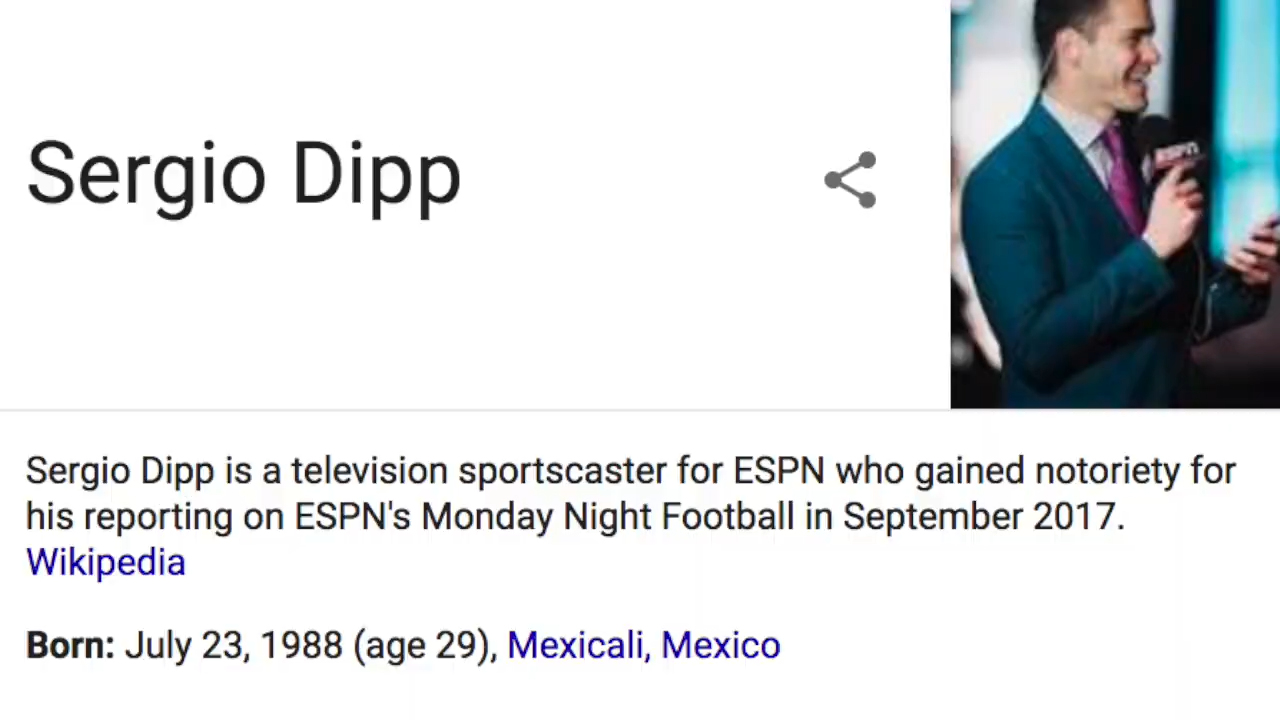 Sergio Dipp
ESPN
Sergio Dipp is a television sportscaster for ESPN who gained notoriety for
his reporting on ESPN's Monday Night Football in September 2017.
Wikipedia
Born: July 23, 1988 (age 29), Mexicali, Mexico